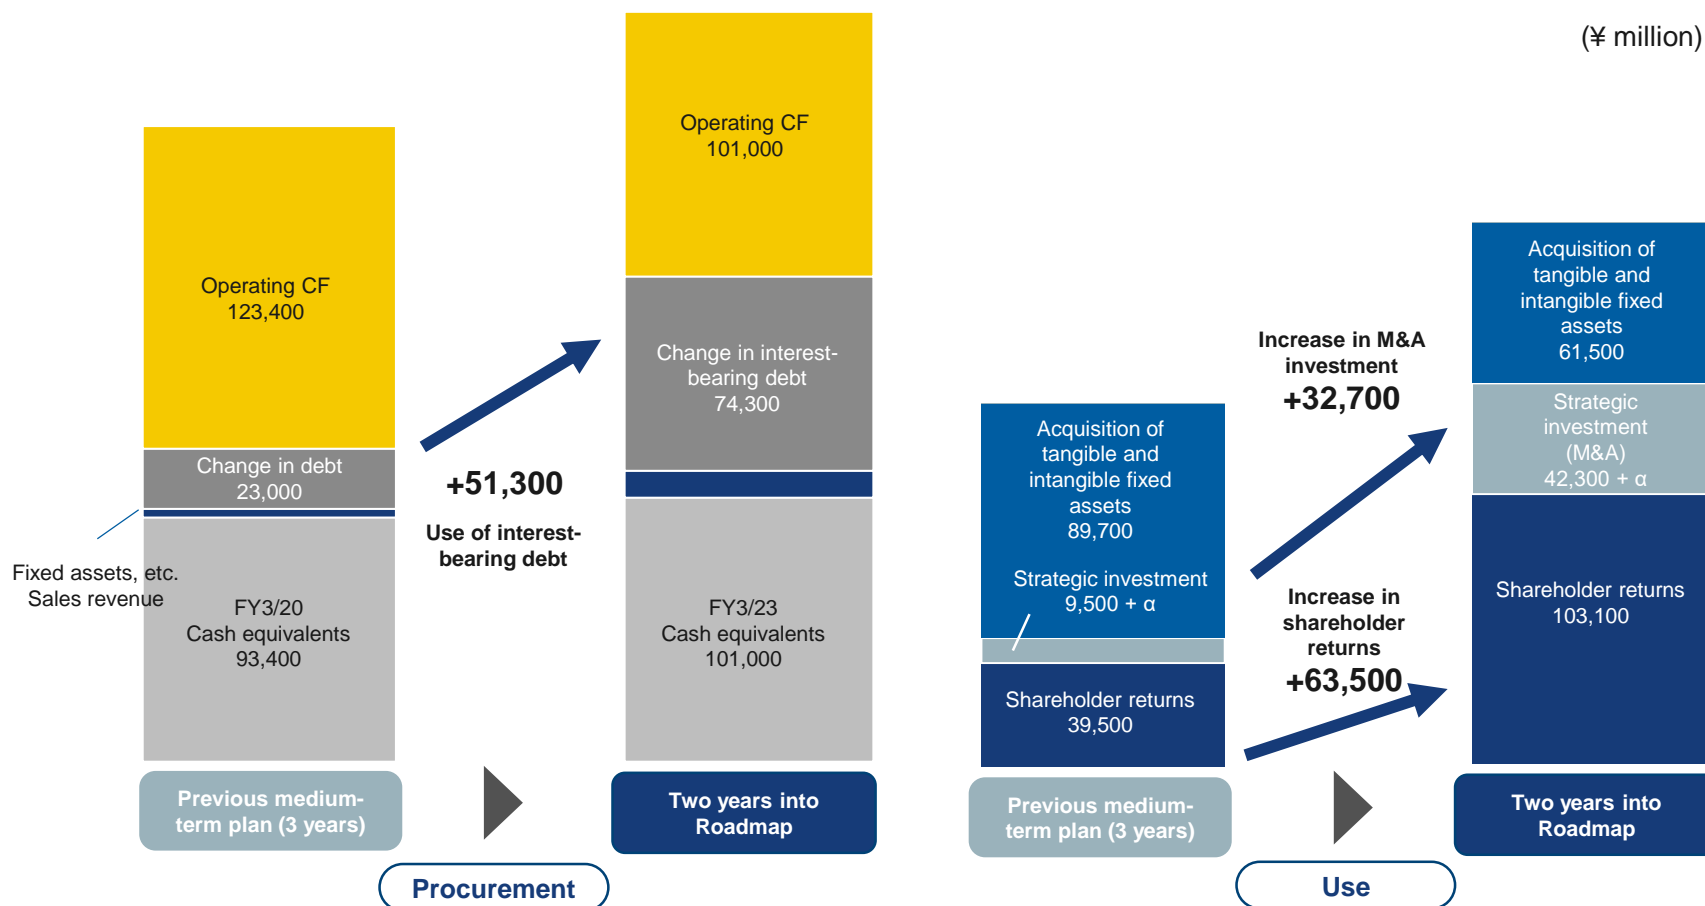 (¥ million)
Operating CF
123,400
Change in debt
23,000
Fixed assets, etc.
Sales revenue
FY3/20
Cash equivalents
93,400
Previous medium-
term plan (3 years)
+51,300
Use of interest-
bearing debt
Operating CF
101,000
Change in interest-
bearing debt
74,300
FY3/23
Cash equivalents
101,000
Two years into
Roadmap
Procurement
Acquisition of
tangible and
intangible fixed
assets
89,700
Strategic investment
9,500 + α
Shareholder returns
39,500
Previous medium-
term plan (3 years)
Increase in M&A
investment
+32,700
Increase in
shareholder
returns
+63,500
Acquisition of
tangible and
intangible fixed
assets
61,500
Strategic
investment
(M&A)
42,300 + α
Shareholder returns
103,100
Two years into
Roadmap
Use